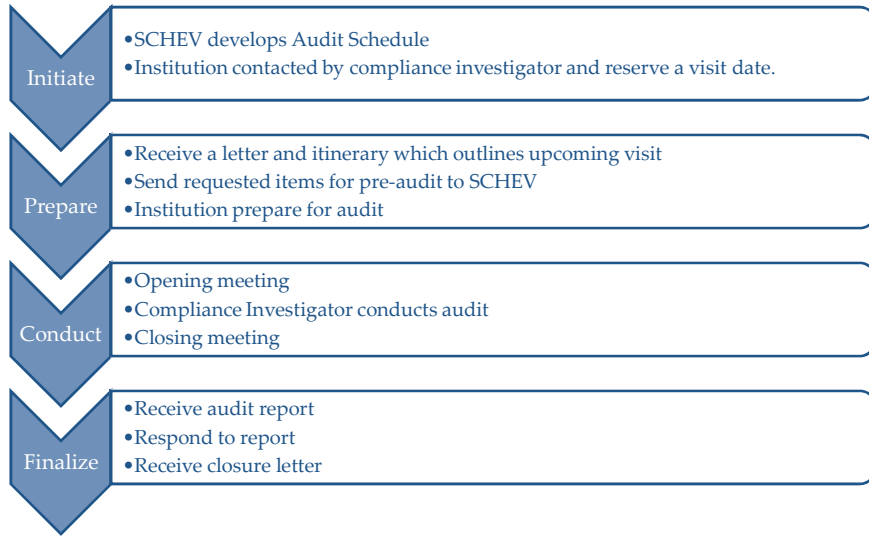 Initiate
•SCHEV develops Audit Schedule
•Institution contacted by compliance investigator and reserve a visit date.
Prepare
•Receive a letter and itinerary which outlines upcoming visit
•Send requested items for pre-audit to SCHEV
•Institution prepare for audit
Conduct
•Opening meeting
•Compliance Investigator conducts audit
•Closing meeting
Finalize
•Receive audit report
•Respond to report
•Receive closure letter